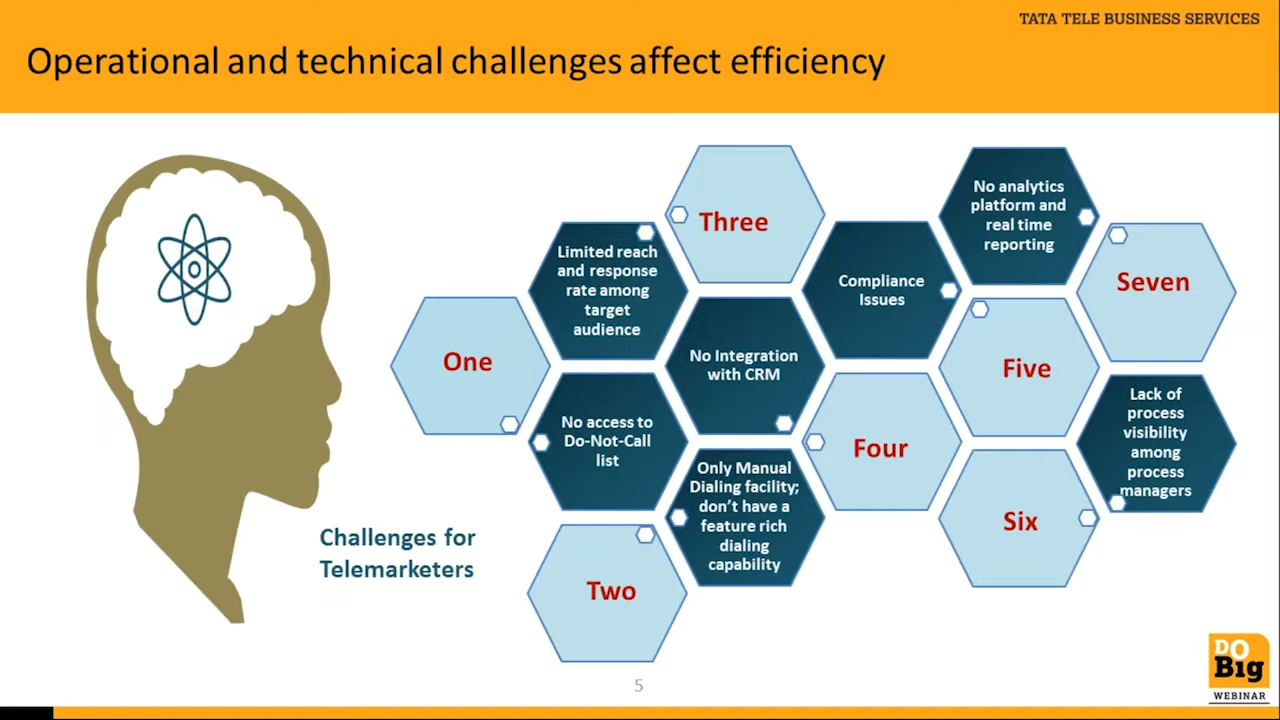 TATA TELE BUSINESS SERVICES
Operational and technical challenges affect efficiency
Challenges for
Telemarketers
One
No access to
Do-Not-Call
list
Two
Only Manual
Dialing facility;
don't have a
feature rich
dialing
capability
Three
Limited reach
and response
rate among
target
audience
Four
No Integration
with CRM
Five
Compliance
Issues
Six
Lack of
process
visibility
among
process
managers
Seven
No analytics
platform and
real time
reporting
5
DO
Big
WEBINAR